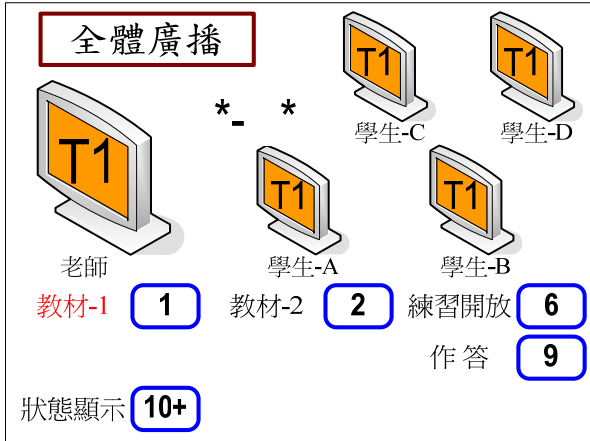 全體廣播
T1
T1
學生-C
學生-D
T1
*- *
T1
T1
老師
學生-A
學生-B
教材-1 1 教材-2 2 練習開放 6
作 答 9
狀態顯示 10+